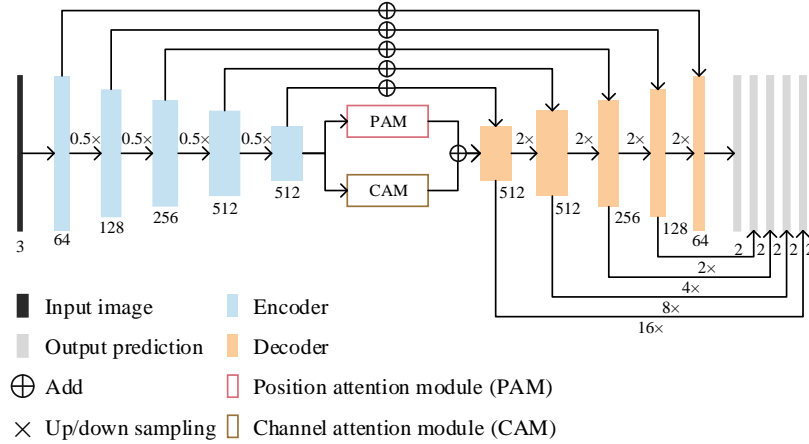 0.5×
0.5×
0.5×
0.5×
PAM
CAM
2×
2×
2×
2×
3
64
128
256
512
512
512
512
256
128
64
2
2
2
2
2
2×
4×
8×
16×
Input image
Encoder
Output prediction
Decoder
Add
Position attention module (PAM)
× Up/down sampling
Channel attention module (CAM)